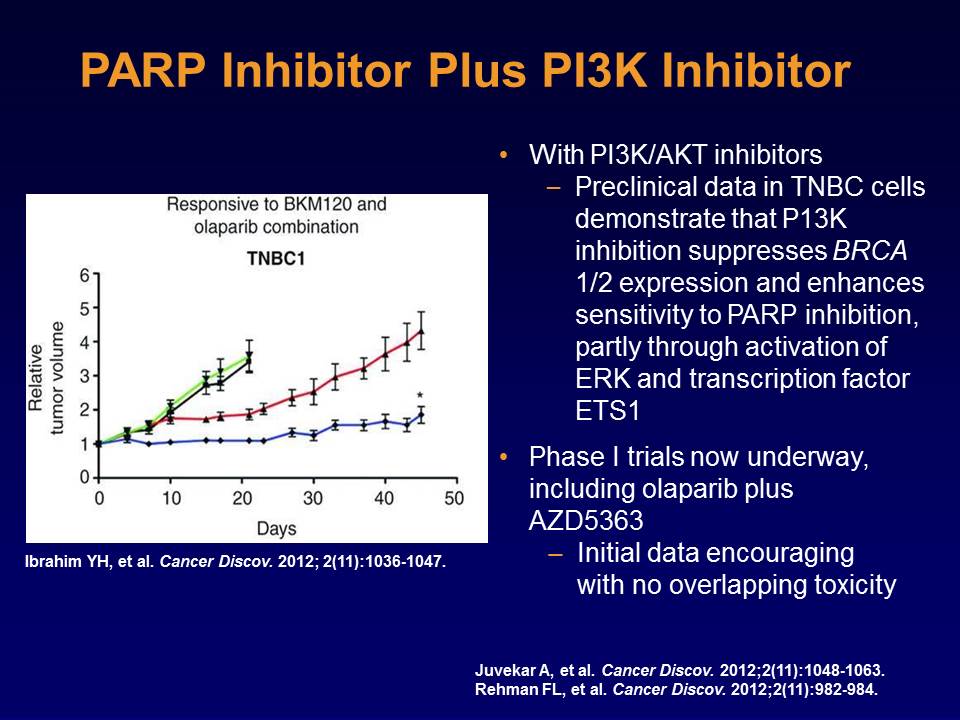 PARP Inhibitor Plus PI3K Inhibitor
Responsive to BKM120 and
olaparib combination
TNBC1
6
5
4
3
2
1
0
Relative
tumor volume
*
0 10 20 30 40 50
Days
Ibrahim YH, et al. Cancer Discov. 2012; 2(11):1036-1047.
• With PI3K/AKT inhibitors
– Preclinical data in TNBC cells
demonstrate that P13K
inhibition suppresses BRCA
1/2 expression and enhances
sensitivity to PARP inhibition,
partly through activation of
ERK and transcription factor
ETS1
• Phase I trials now underway,
including olaparib plus
AZD5363
– Initial data encouraging
with no overlapping toxicity
Juvekar A, et al. Cancer Discov. 2012;2(11):1048-1063.
Rehman FL, et al. Cancer Discov. 2012;2(11):982-984.